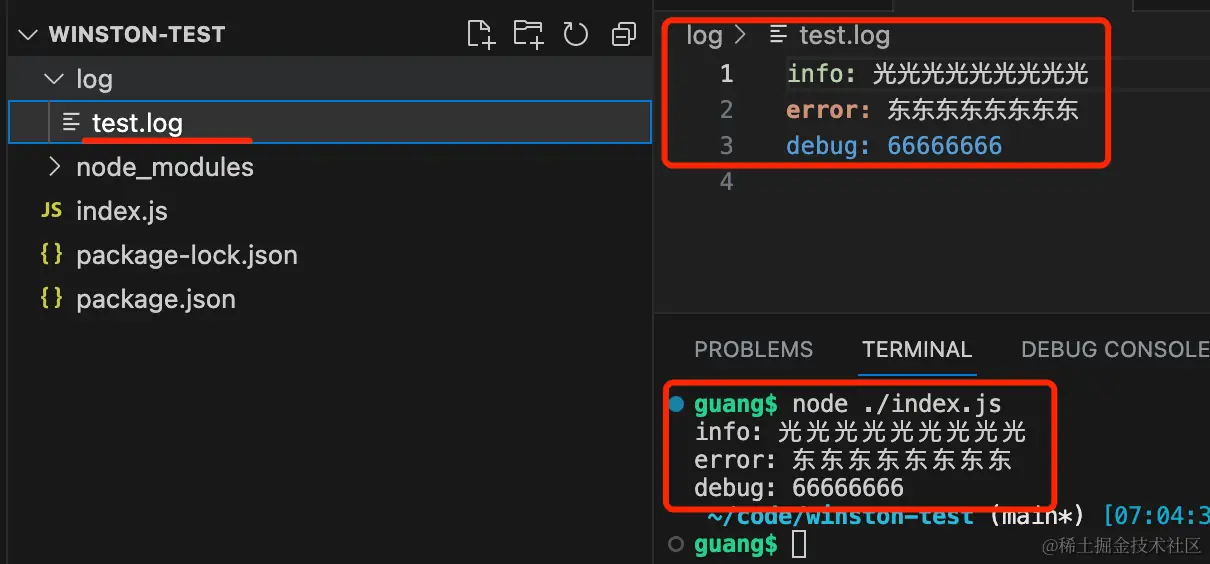 WINSTON-TEST
log
test.log
node_modules
JS index.js
{} package-lock.json
{} package.json
log > test.log
1 info: 光光光光光光光光光
2 error: 东东东东东东东东
3 debug: 66666666
4
PROBLEMS TERMINAL DEBUG CONSOLE
guang$ node ./index.js
info: 光光光光光光光光光
error: 东东东东东东东东
debug: 66666666
~/code/winston-test (main*) [07:04:3
guang$
@稀土掘金技术社区